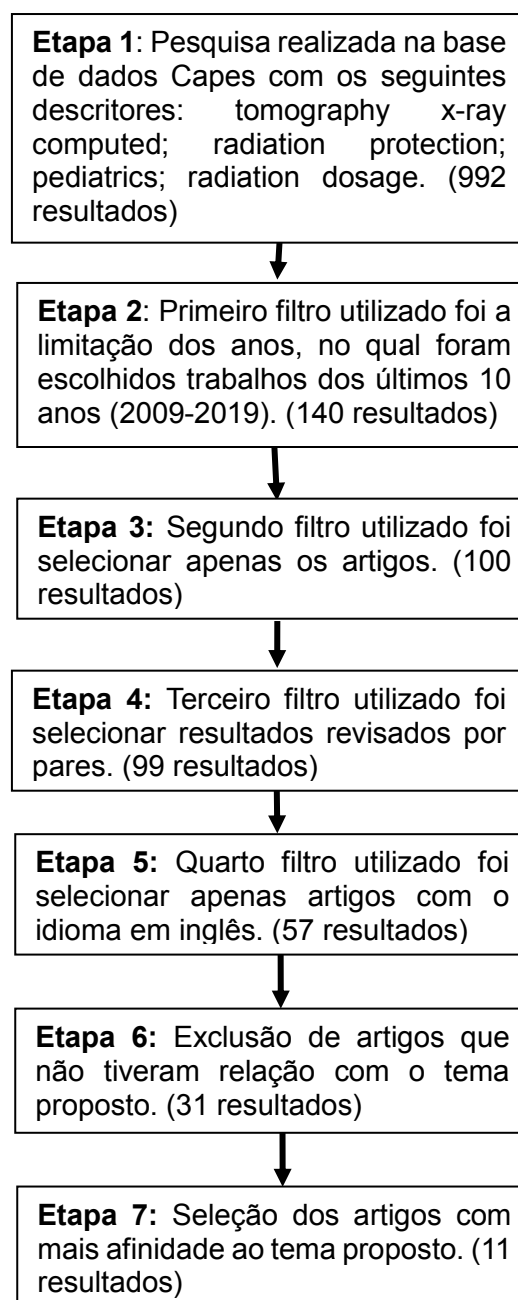 Etapa 1: Pesquisa realizada na base
de dados Capes com os seguintes
descritores: tomography x-ray
computed; radiation protection;
pediatrics; radiation dosage. (992
resultados)
Etapa 2: Primeiro filtro utilizado foi a
limitação dos anos, no qual foram
escolhidos trabalhos dos últimos 10
anos (2009-2019). (140 resultados)
Etapa 3: Segundo filtro utilizado foi
selecionar apenas os artigos. (100
resultados)
Etapa 4: Terceiro filtro utilizado foi
selecionar resultados revisados por
pares. (99 resultados)
Etapa 5: Quarto filtro utilizado foi
selecionar apenas artigos com o
idioma em inglês. (57 resultados)
Etapa 6: Exclusão de artigos que
não tiveram relação com o tema
proposto. (31 resultados)
Etapa 7: Seleção dos artigos com
mais afinidade ao tema proposto. (11
resultados)